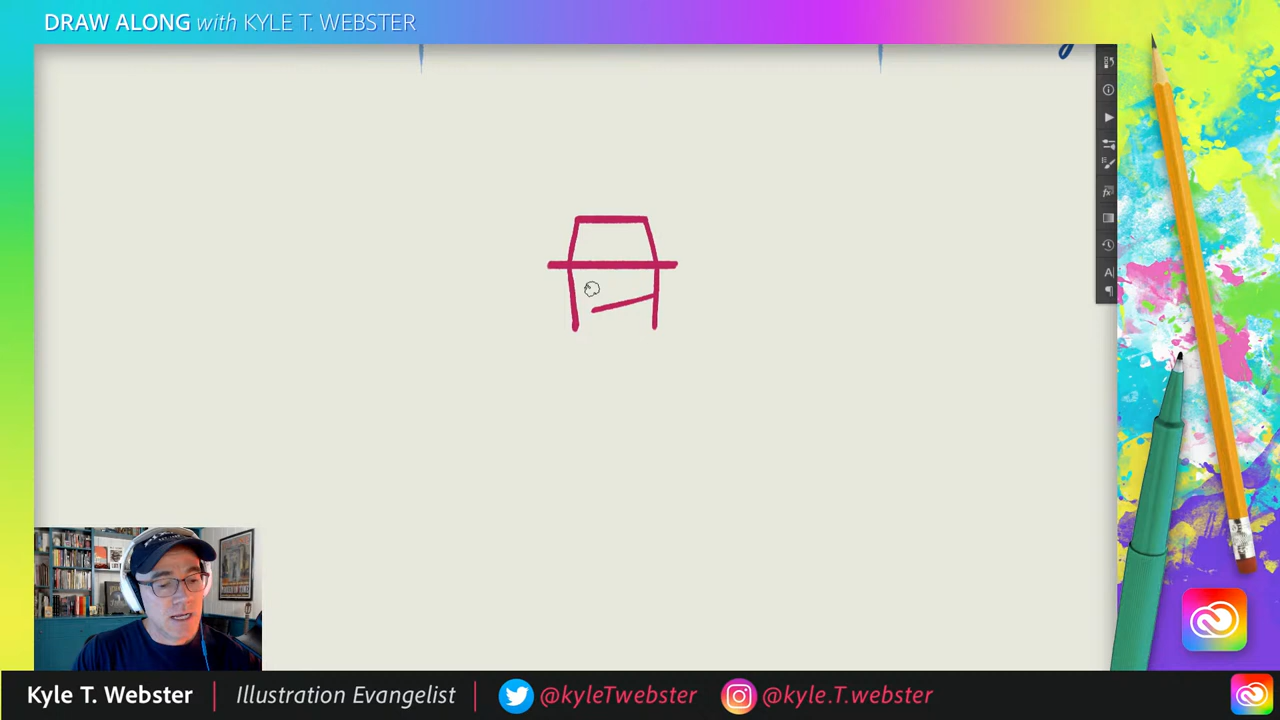 DRAW ALONG with KYLE T. WEBSTER
Kyle T. Webster | Illustration Evangelist | @kyleTwebster @kyle.T.webster